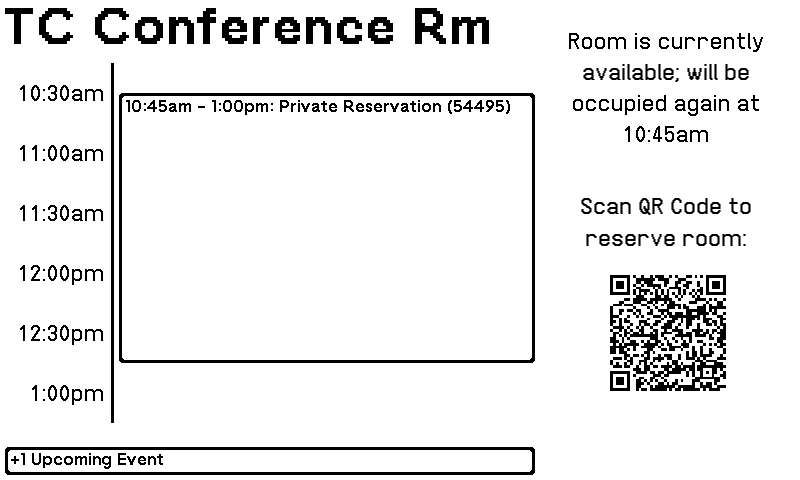 TC Conference Rm
10:30am
11:00am
11:30am
12:00pm
12:30pm
1:00pm
10:45am - 1:00pm: Private Reservation (54495)
+1 Upcoming Event
Room is currently
available; will be
occupied again at
10:45am
Scan QR Code to
reserve room: